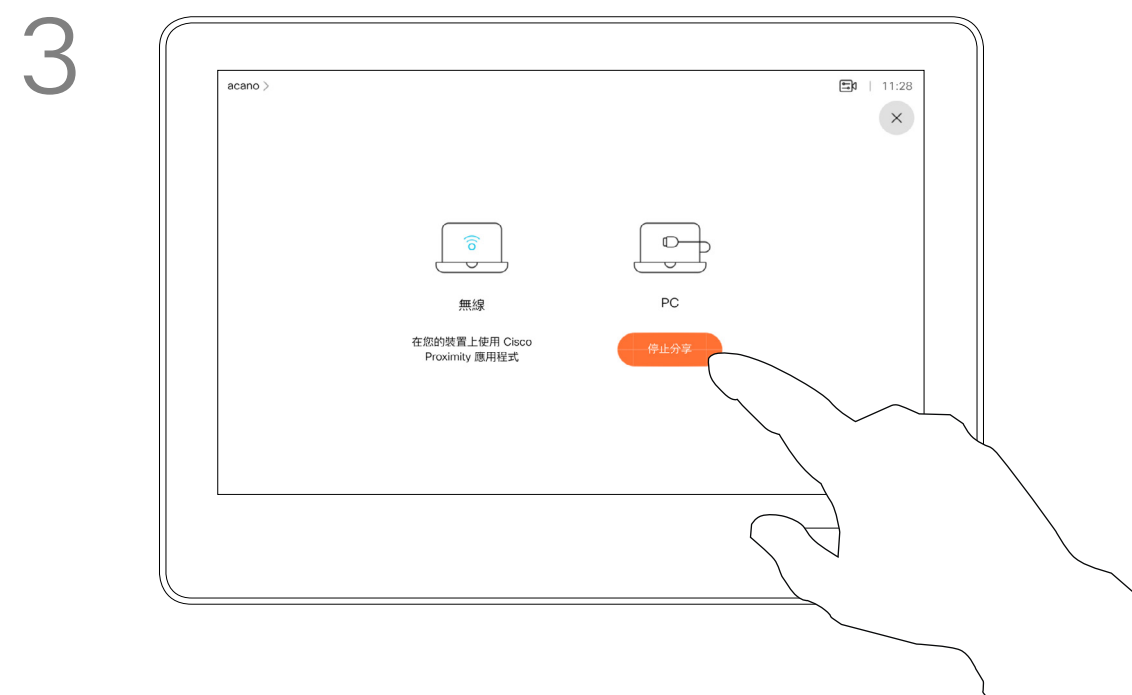 3
acano >
11:28
無線
PC
在您的裝置上使用 Cisco
Proximity 應用程式
停止分享